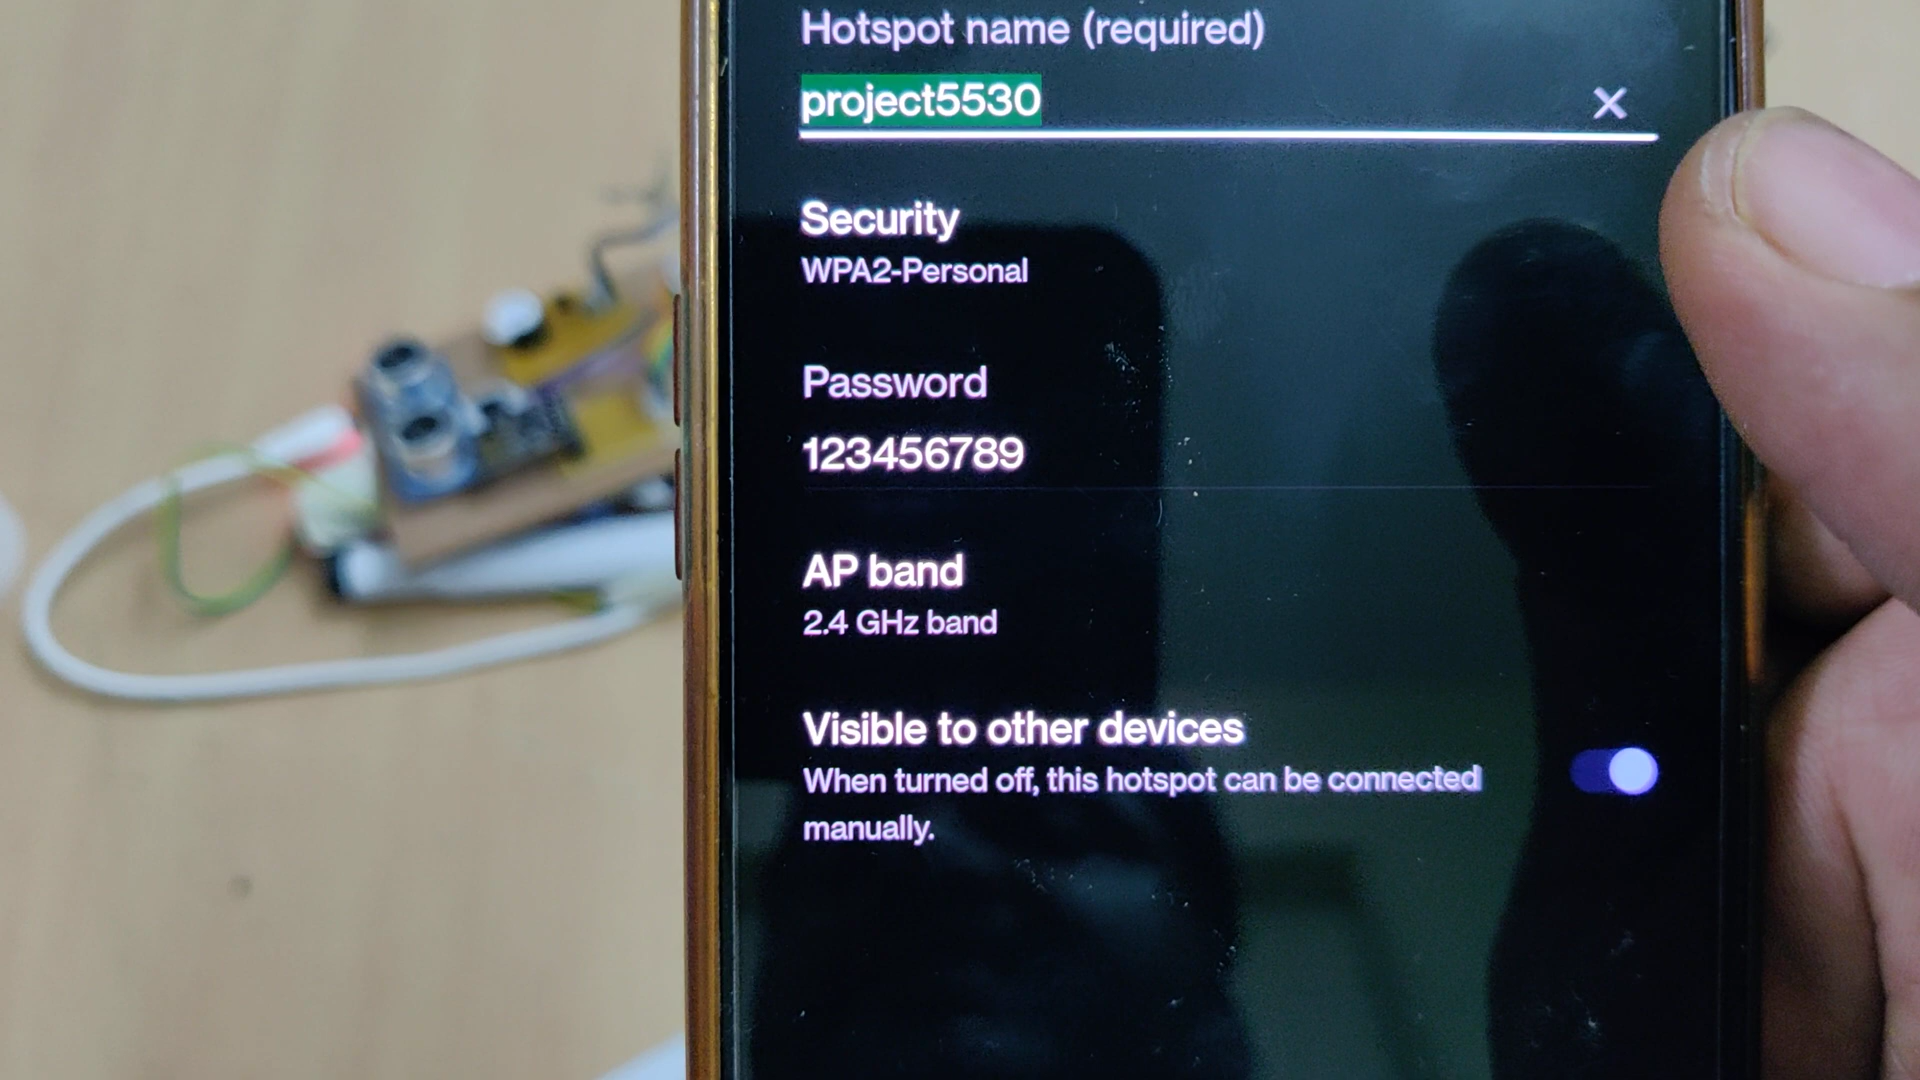 Hotspot name (required)
project5530
Security
WPA2-Personal
Password
123456789
AP band
2.4 GHz band
Visible to other devices
When turned off, this hotspot can be connected
manually.